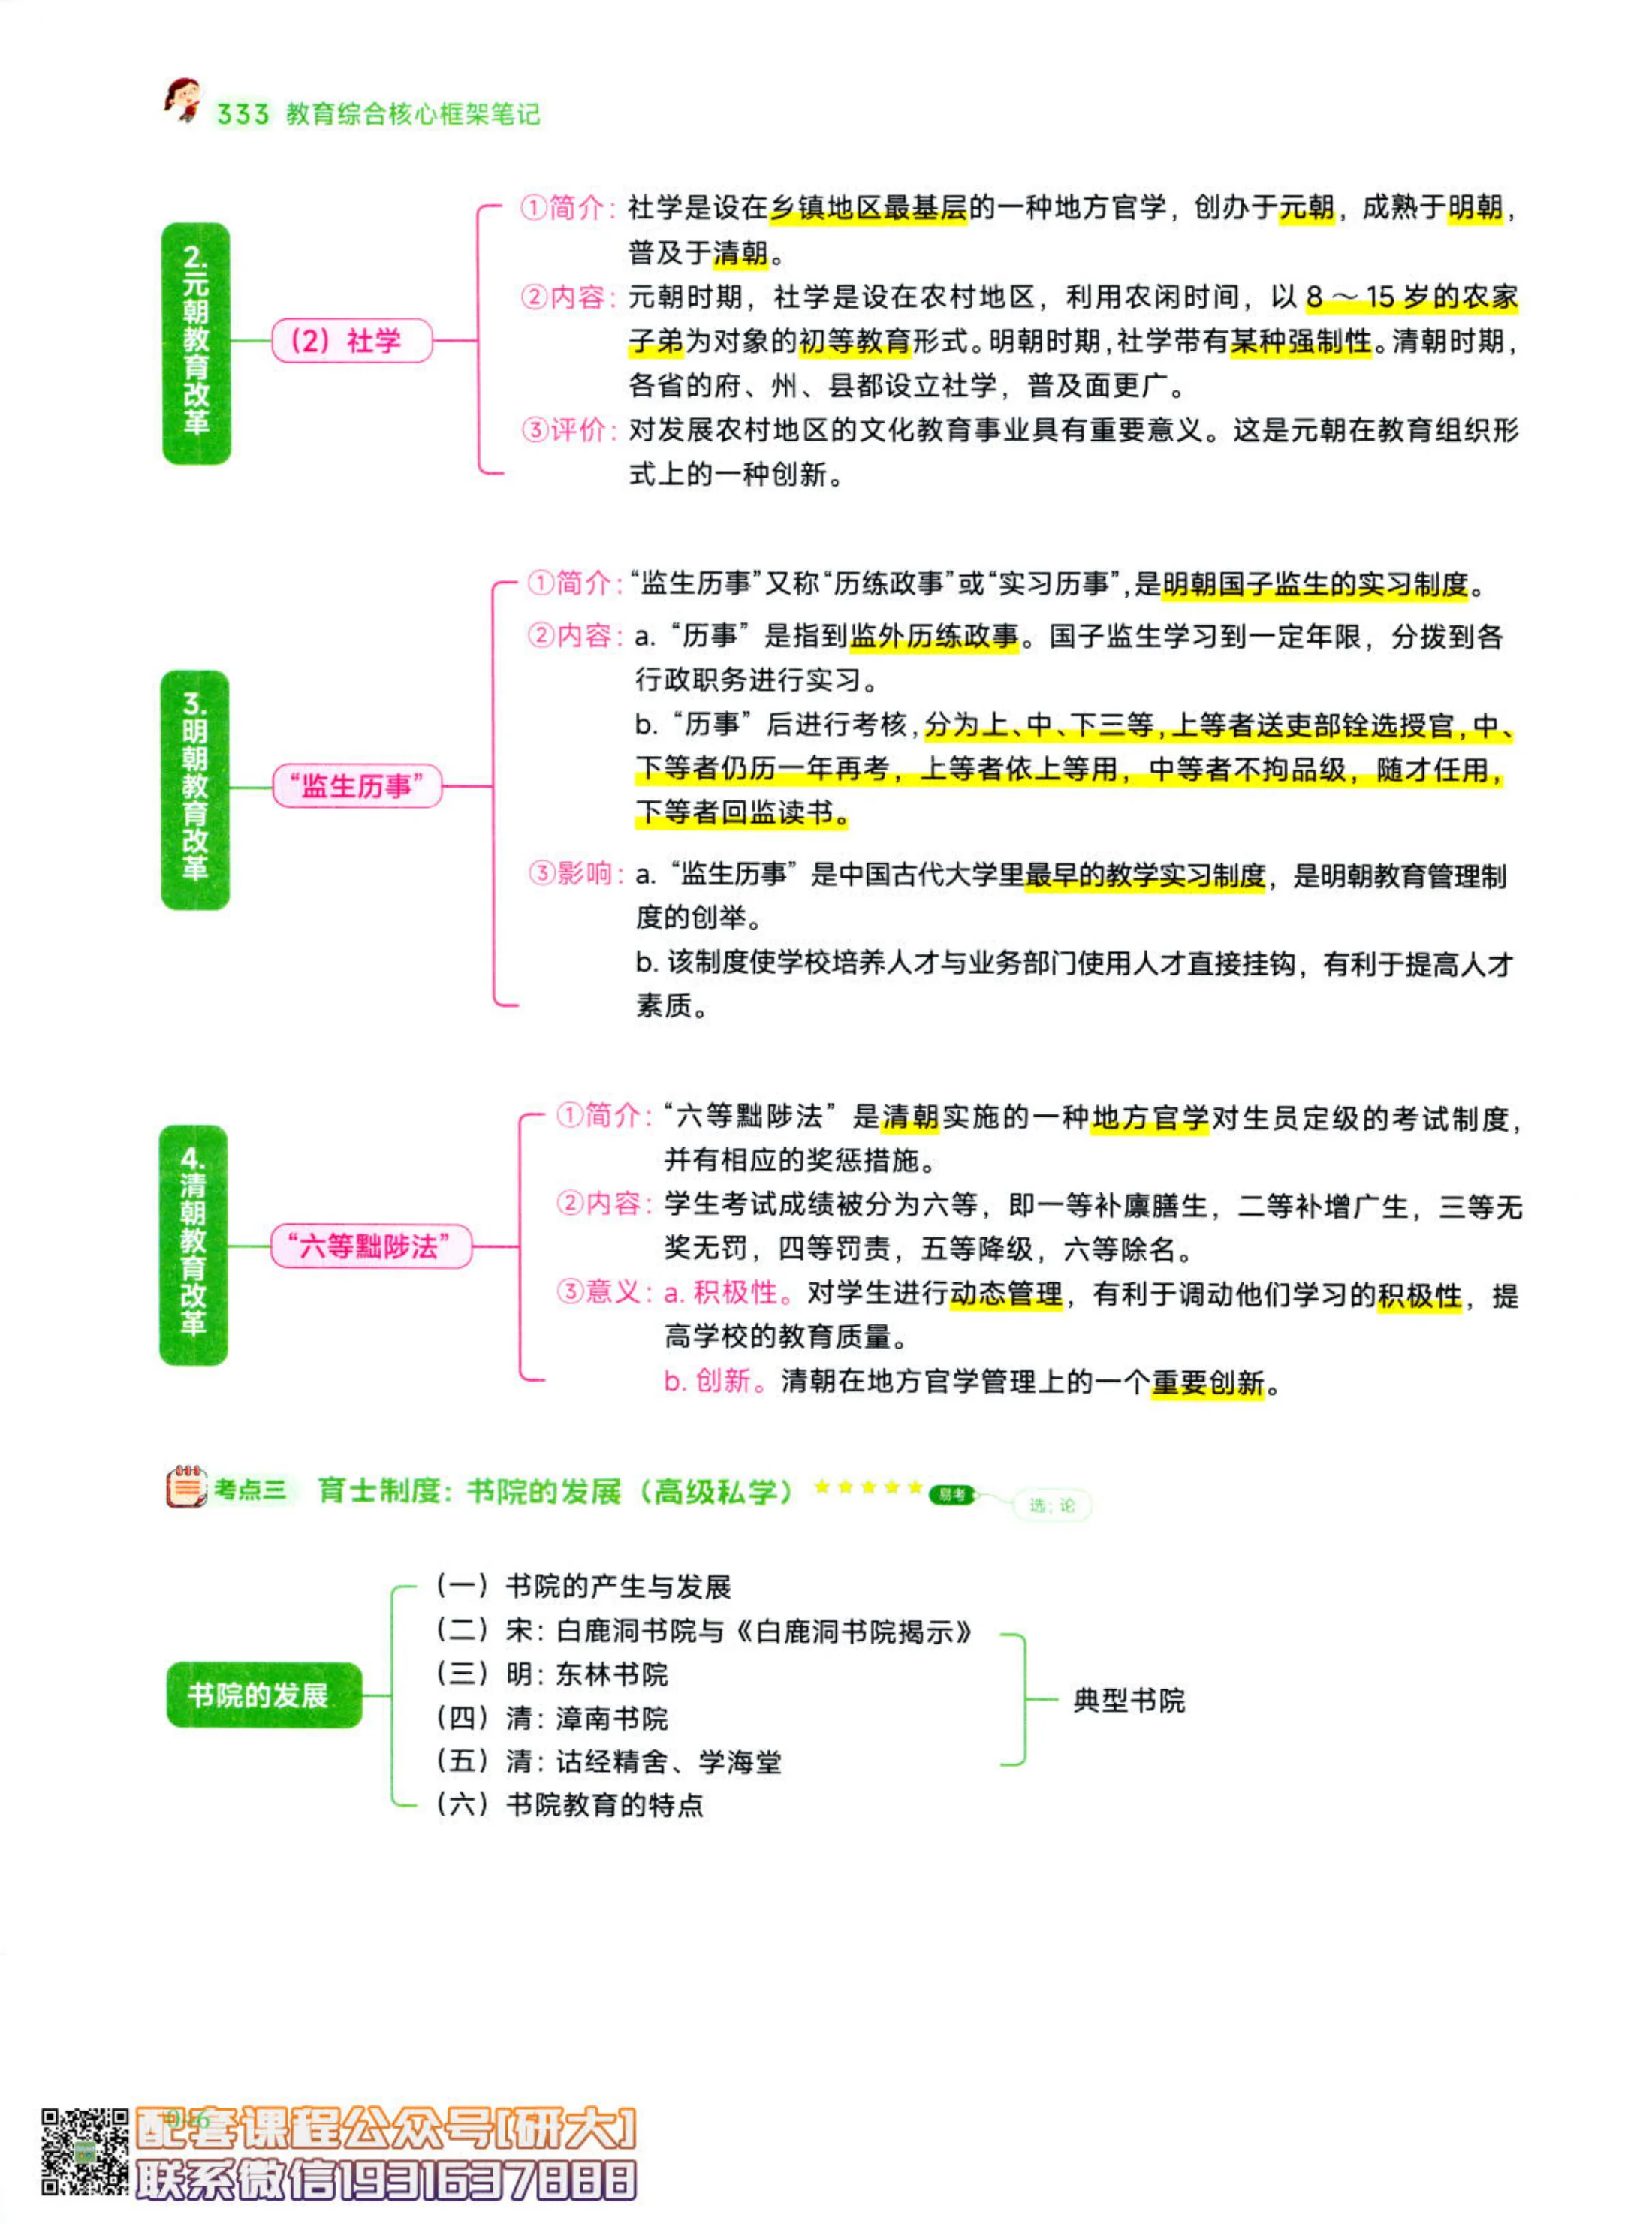 333 教育综合核心框架笔记
2.元朝教育改革
（2）社学
①简介：社学是设在乡镇地区最基层的一种地方官学，创办于元朝，成熟于明朝，
普及于清朝。
②内容：元朝时期，社学是设在农村地区，利用农闲时间，以 8～15 岁的农家
子弟为对象的初等教育形式。明朝时期，社学带有某种强制性。清朝时期，
各省的府、州、县都设立社学，普及面更广。
③评价：对发展农村地区的文化教育事业具有重要意义。这是元朝在教育组织形
式上的一种创新。
3.明朝教育改革
“监生历事”
①简介：“监生历事”又称“历练政事”或“实习历事”，是明朝国子监生的实习制度。
②内容：a.“历事”是指到监外历练政事。国子监生学习到一定年限，分拨到各
行政职务进行实习。
b.“历事”后进行考核，分为上、中、下三等，上等者送吏部铨选授官，中、
下等者仍历一年再考，上等者依上等用，中等者不拘品级，随才任用，
下等者回监读书。
③影响：a.“监生历事”是中国古代大学里最早的教学实习制度，是明朝教育管理制
度的创举。
b. 该制度使学校培养人才与业务部门使用人才直接挂钩，有利于提高人才
素质。
4.清朝教育改革
“六等黜陟法”
①简介：“六等黜陟法”是清朝实施的一种地方官学对生员定级的考试制度，
并有相应的奖惩措施。
②内容：学生考试成绩被分为六等，即一等补廪膳生，二等补增广生，三等无
奖无罚，四等罚责，五等降级，六等除名。
③意义：a. 积极性。对学生进行动态管理，有利于调动他们学习的积极性，提
高学校的教育质量。
b. 创新。清朝在地方官学管理上的一个重要创新。
考点三 育士制度：书院的发展（高级私学）★★★★★ 易考 选；论
书院的发展
（一）书院的产生与发展
（二）宋：白鹿洞书院与《白鹿洞书院揭示》
（三）明：东林书院
（四）清：漳南书院
（五）清：诂经精舍、学海堂
（六）书院教育的特点
典型书院
配套课程公众号[研大]
联系微信1931637888